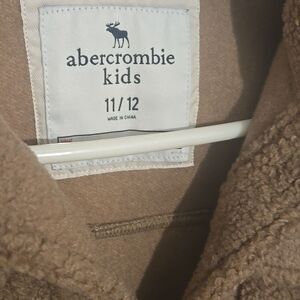 abercrombie
kids
11/12
MADE IN CHINA